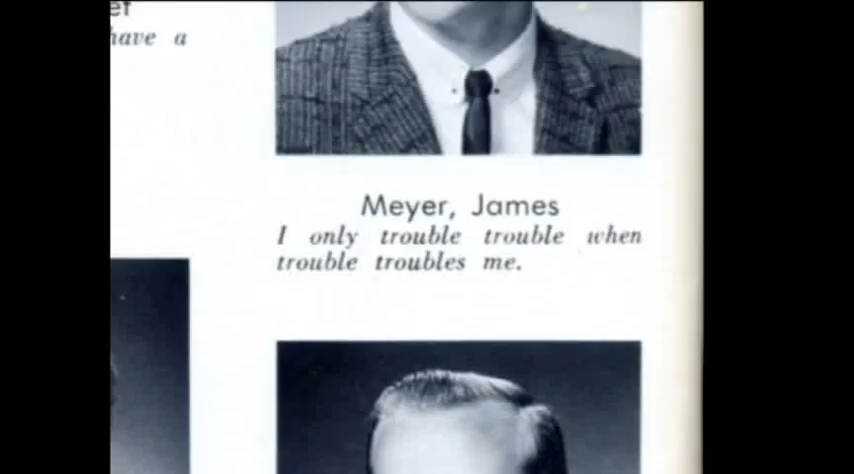 have a
Meyer, James
I only trouble trouble when
trouble troubles me.